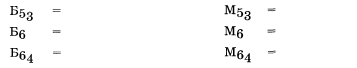 Б5₃ = М5₃ =
Б6 = М6 =
Б6₄ = М6₄ =